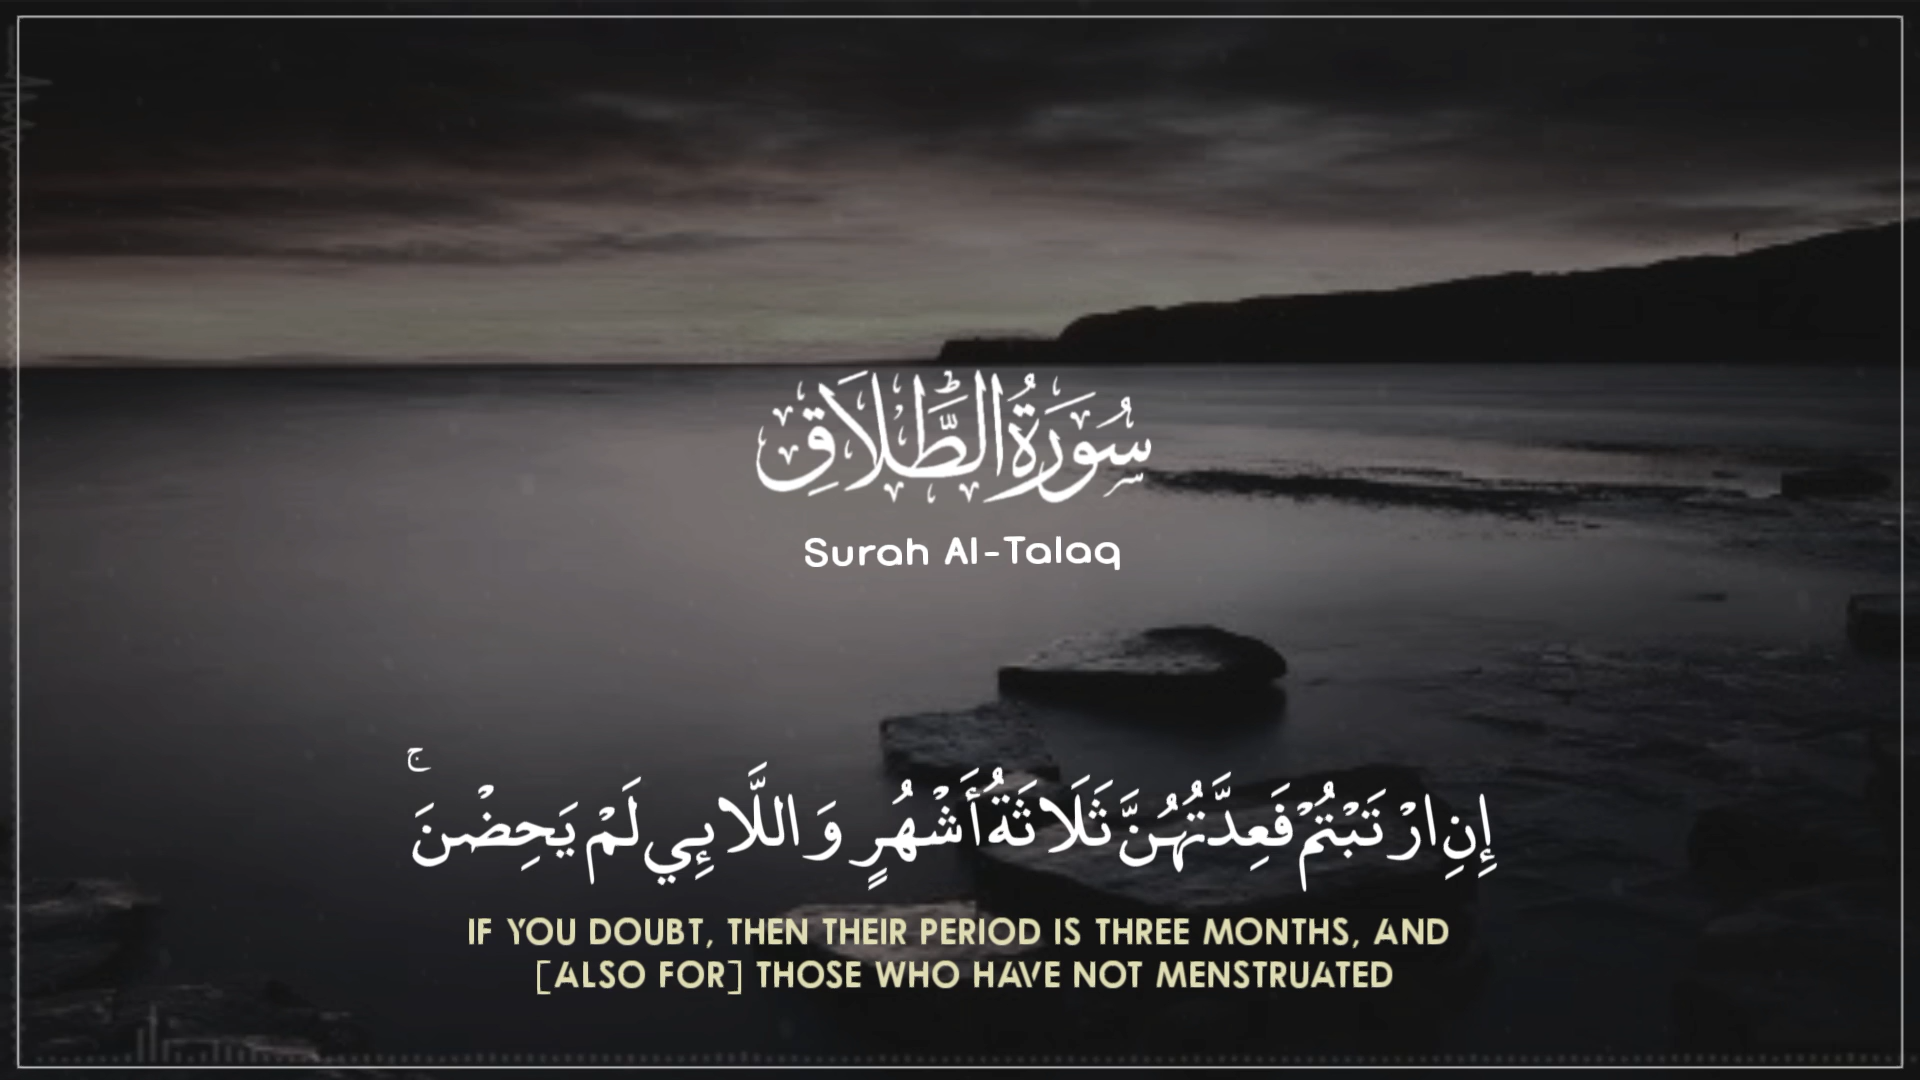 سُورَةُ الطَّلَاقِ
Surah Al-Talaq
إِنِ ارْتَبْتُمْ فَعِدَّتُهُنَّ ثَلَاثَةُ أَشْهُرٍ وَاللَّائِي لَمْ يَحِضْنَ ۚ
IF YOU DOUBT, THEN THEIR PERIOD IS THREE MONTHS, AND
[ALSO FOR] THOSE WHO HAVE NOT MENSTRUATED